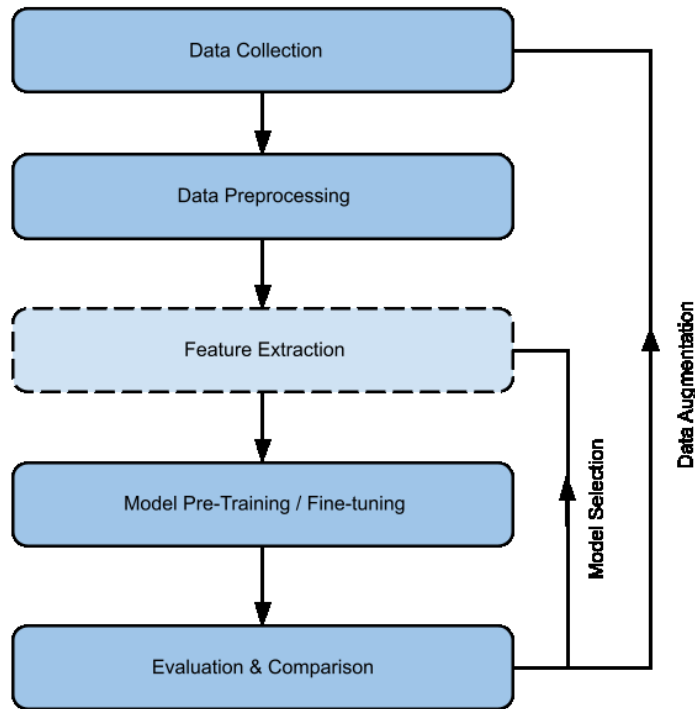 Data Collection
Data Preprocessing
Feature Extraction
Model Pre-Training / Fine-tuning
Evaluation & Comparison
Model Selection
Data Augmentation